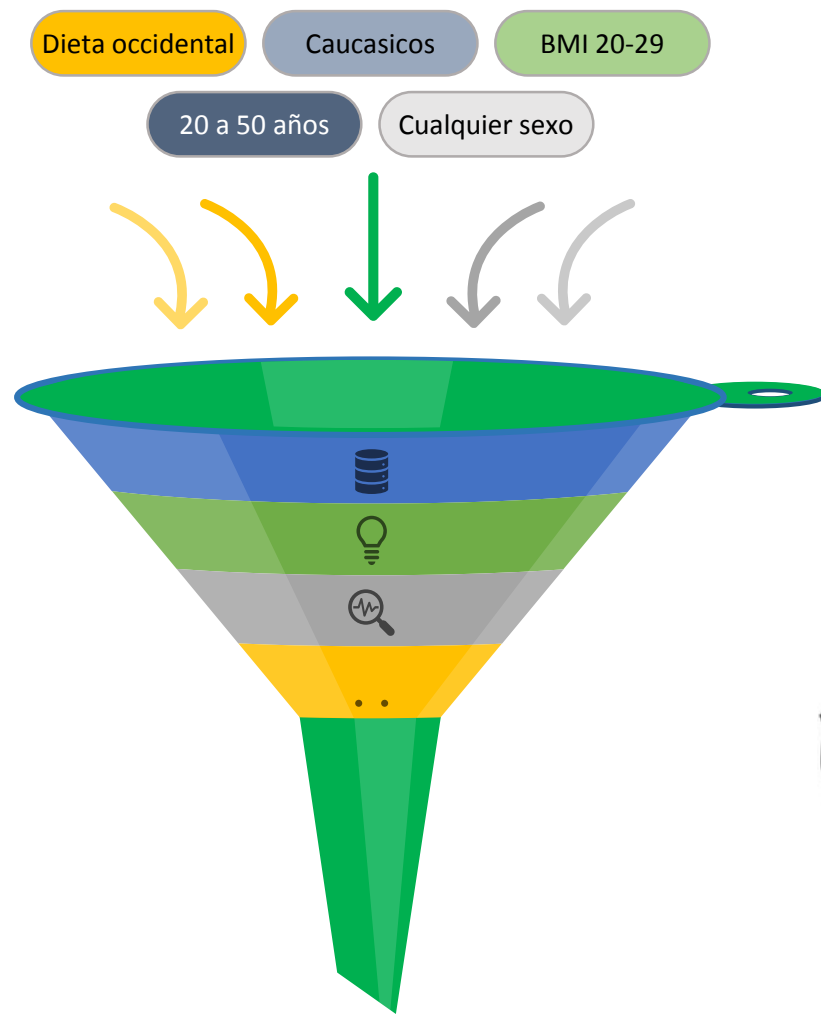 Dieta occidental
Caucasicos
BMI 20-29
20 a 50 años
Cualquier sexo